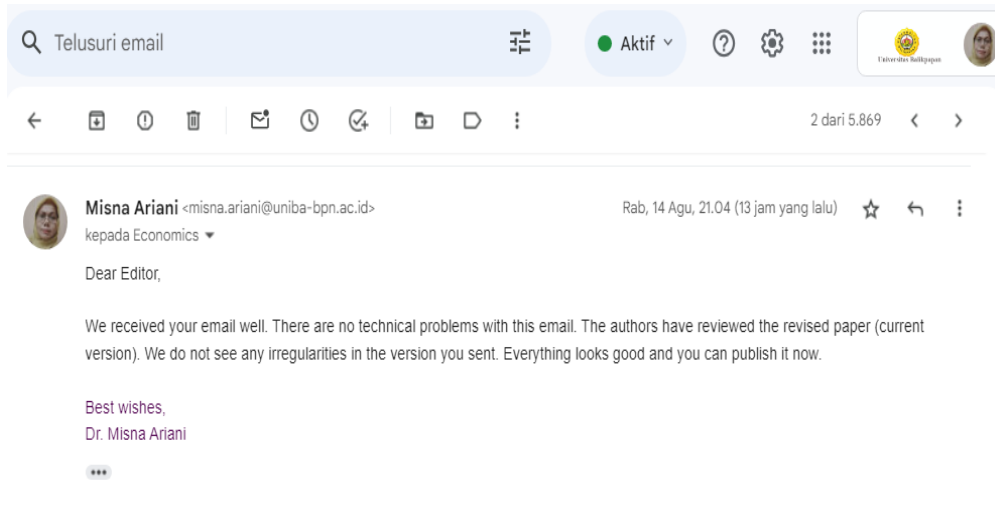 Telusuri email
Aktif
Universitas Balikpapan
2 dari 5.869
Misna Ariani <misna.ariani@uniba-bpn.ac.id>
Rab, 14 Agu, 21.04 (13 jam yang lalu)
kepada Economics
Dear Editor,
We received your email well. There are no technical problems with this email. The authors have reviewed the revised paper (current
version). We do not see any irregularities in the version you sent. Everything looks good and you can publish it now.
Best wishes,
Dr. Misna Ariani